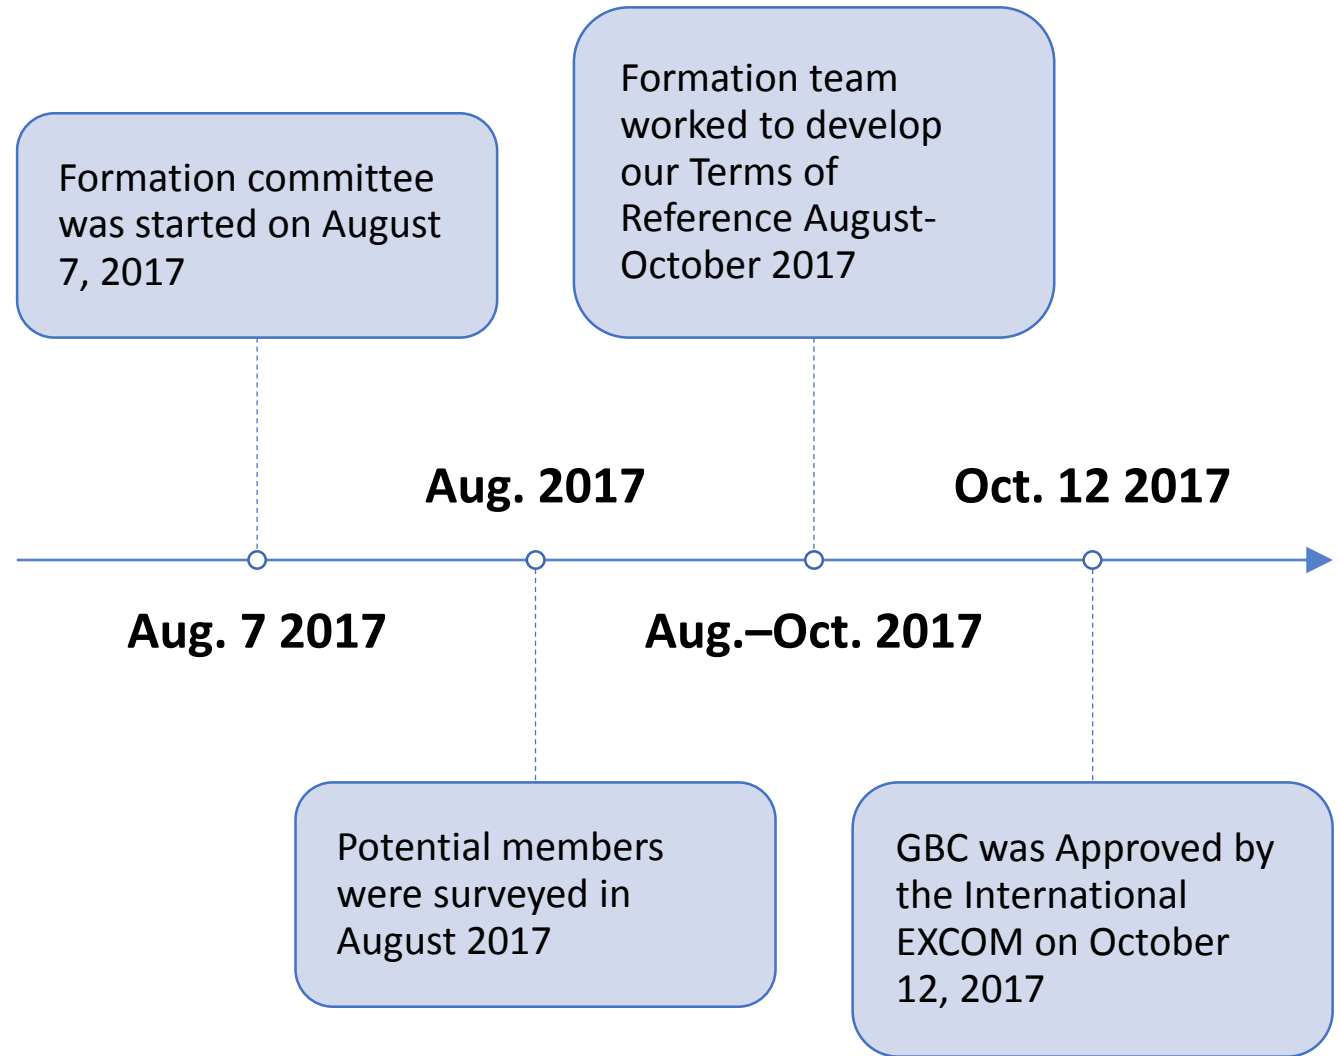 Formation committee
was started on August
7, 2017
Formation team
worked to develop
our Terms of
Reference August-
October 2017
Aug. 2017
Oct. 12 2017
Aug. 7 2017
Aug.–Oct. 2017
Potential members
were surveyed in
August 2017
GBC was Approved by
the International
EXCOM on October
12, 2017